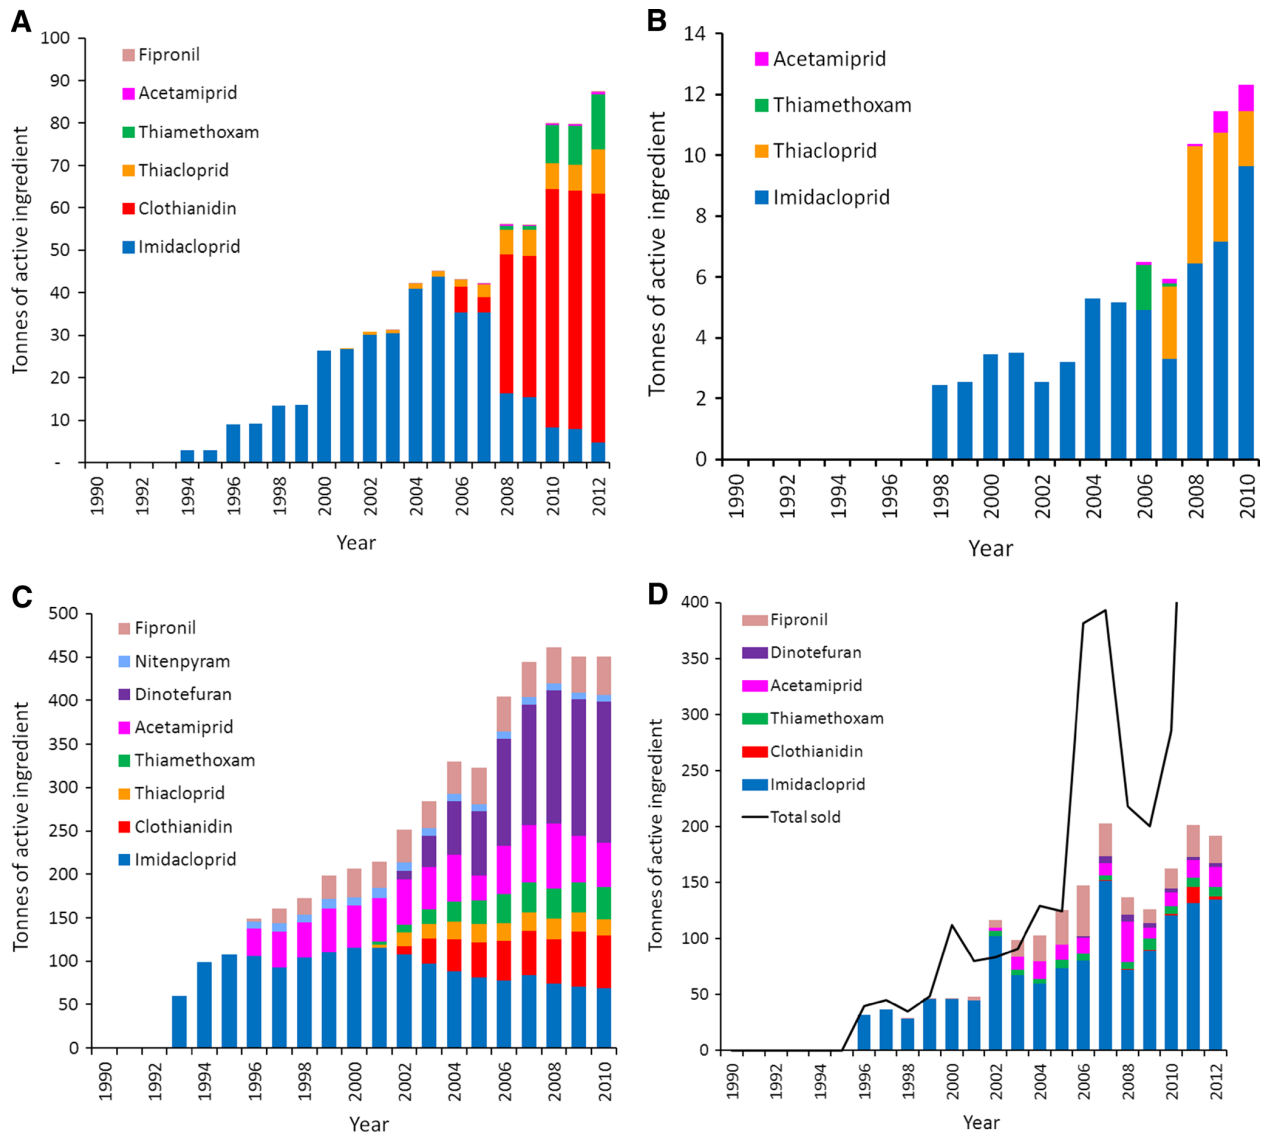 A
Tonnes of active ingredient
100
90
80
70
60
50
40
30
20
10
-
Fipronil
Acetamiprid
Thiamethoxam
Thiacloprid
Clothianidin
Imidacloprid
1990 1992 1994 1996 1998 2000 2002 2004 2006 2008 2010 2012
Year
B
Tonnes of active ingredient
14
12
10
8
6
4
2
0
Acetamiprid
Thiamethoxam
Thiacloprid
Imidacloprid
1990 1992 1994 1996 1998 2000 2002 2004 2006 2008 2010
Year
C
Tonnes of active ingredient
500
450
400
350
300
250
200
150
100
50
0
Fipronil
Nitenpyram
Dinotefuran
Acetamiprid
Thiamethoxam
Thiacloprid
Clothianidin
Imidacloprid
1990 1992 1994 1996 1998 2000 2002 2004 2006 2008 2010
Year
D
Tonnes of active ingredient
400
350
300
250
200
150
100
50
0
Fipronil
Dinotefuran
Acetamiprid
Thiamethoxam
Clothianidin
Imidacloprid
Total sold
1990 1992 1994 1996 1998 2000 2002 2004 2006 2008 2010 2012
Year